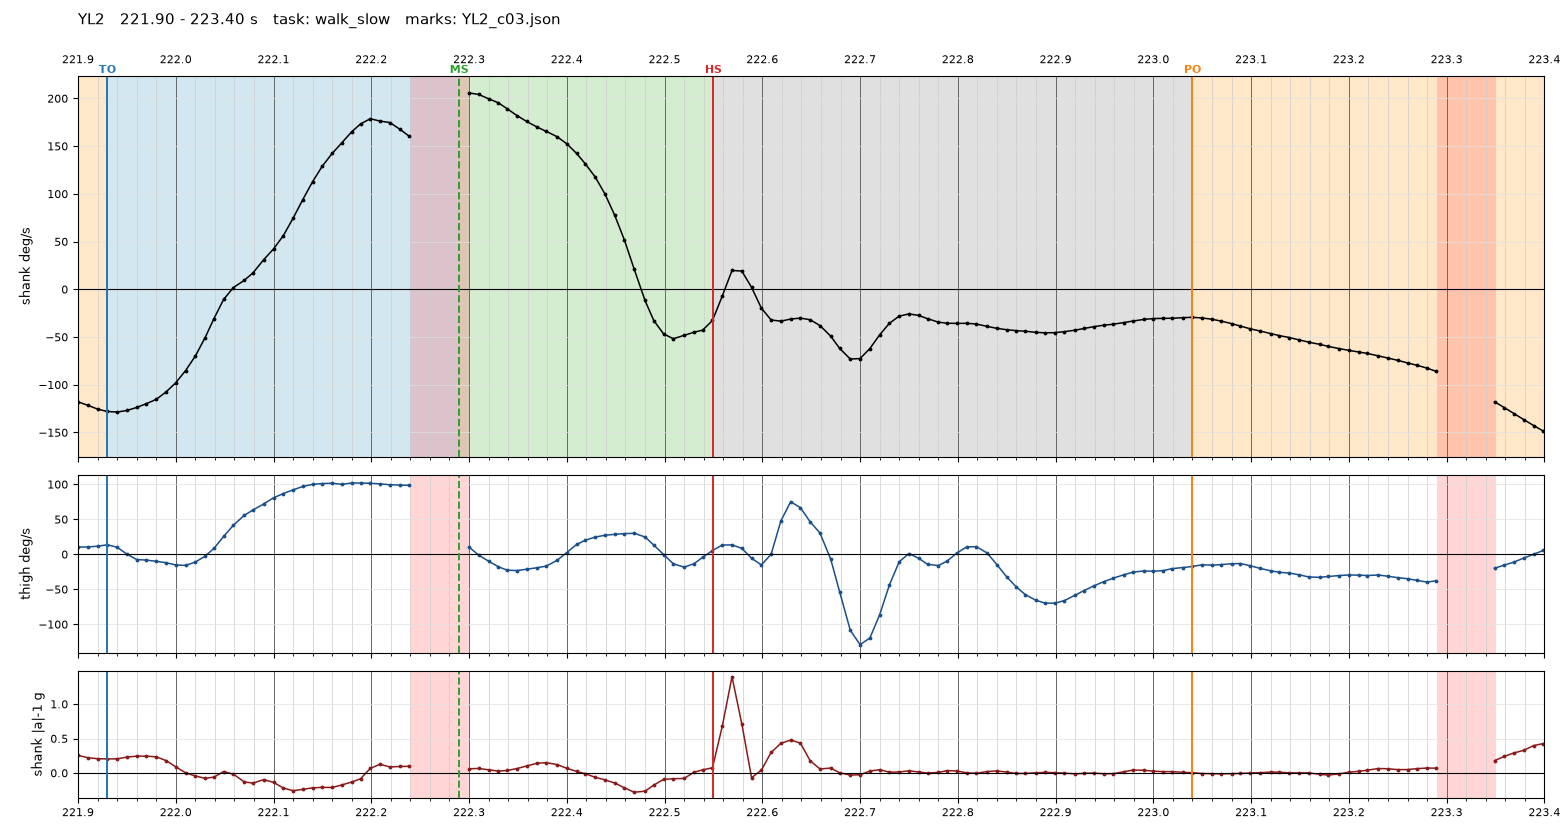 YL2   221.90 - 223.40 s   task: walk_slow   marks: YL2_c03.json
221.9 222.0 222.1 222.2 222.3 222.4 222.5 222.6 222.7 222.8 222.9 223.0 223.1 223.2 223.3 223.4
TO MS HS PO
shank deg/s
200
150
100
50
0
−50
−100
−150
thigh deg/s
100
50
0
−50
−100
shank |a|-1 g
1.0
0.5
0.0
221.9 222.0 222.1 222.2 222.3 222.4 222.5 222.6 222.7 222.8 222.9 223.0 223.1 223.2 223.3 223.4